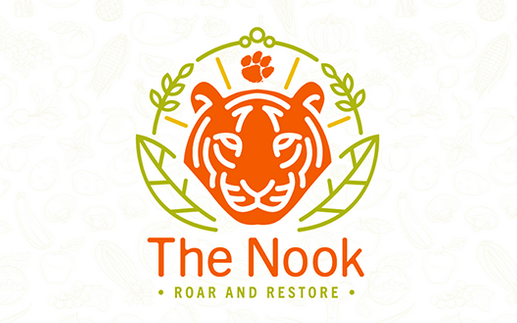 The Nook
• ROAR AND RESTORE •